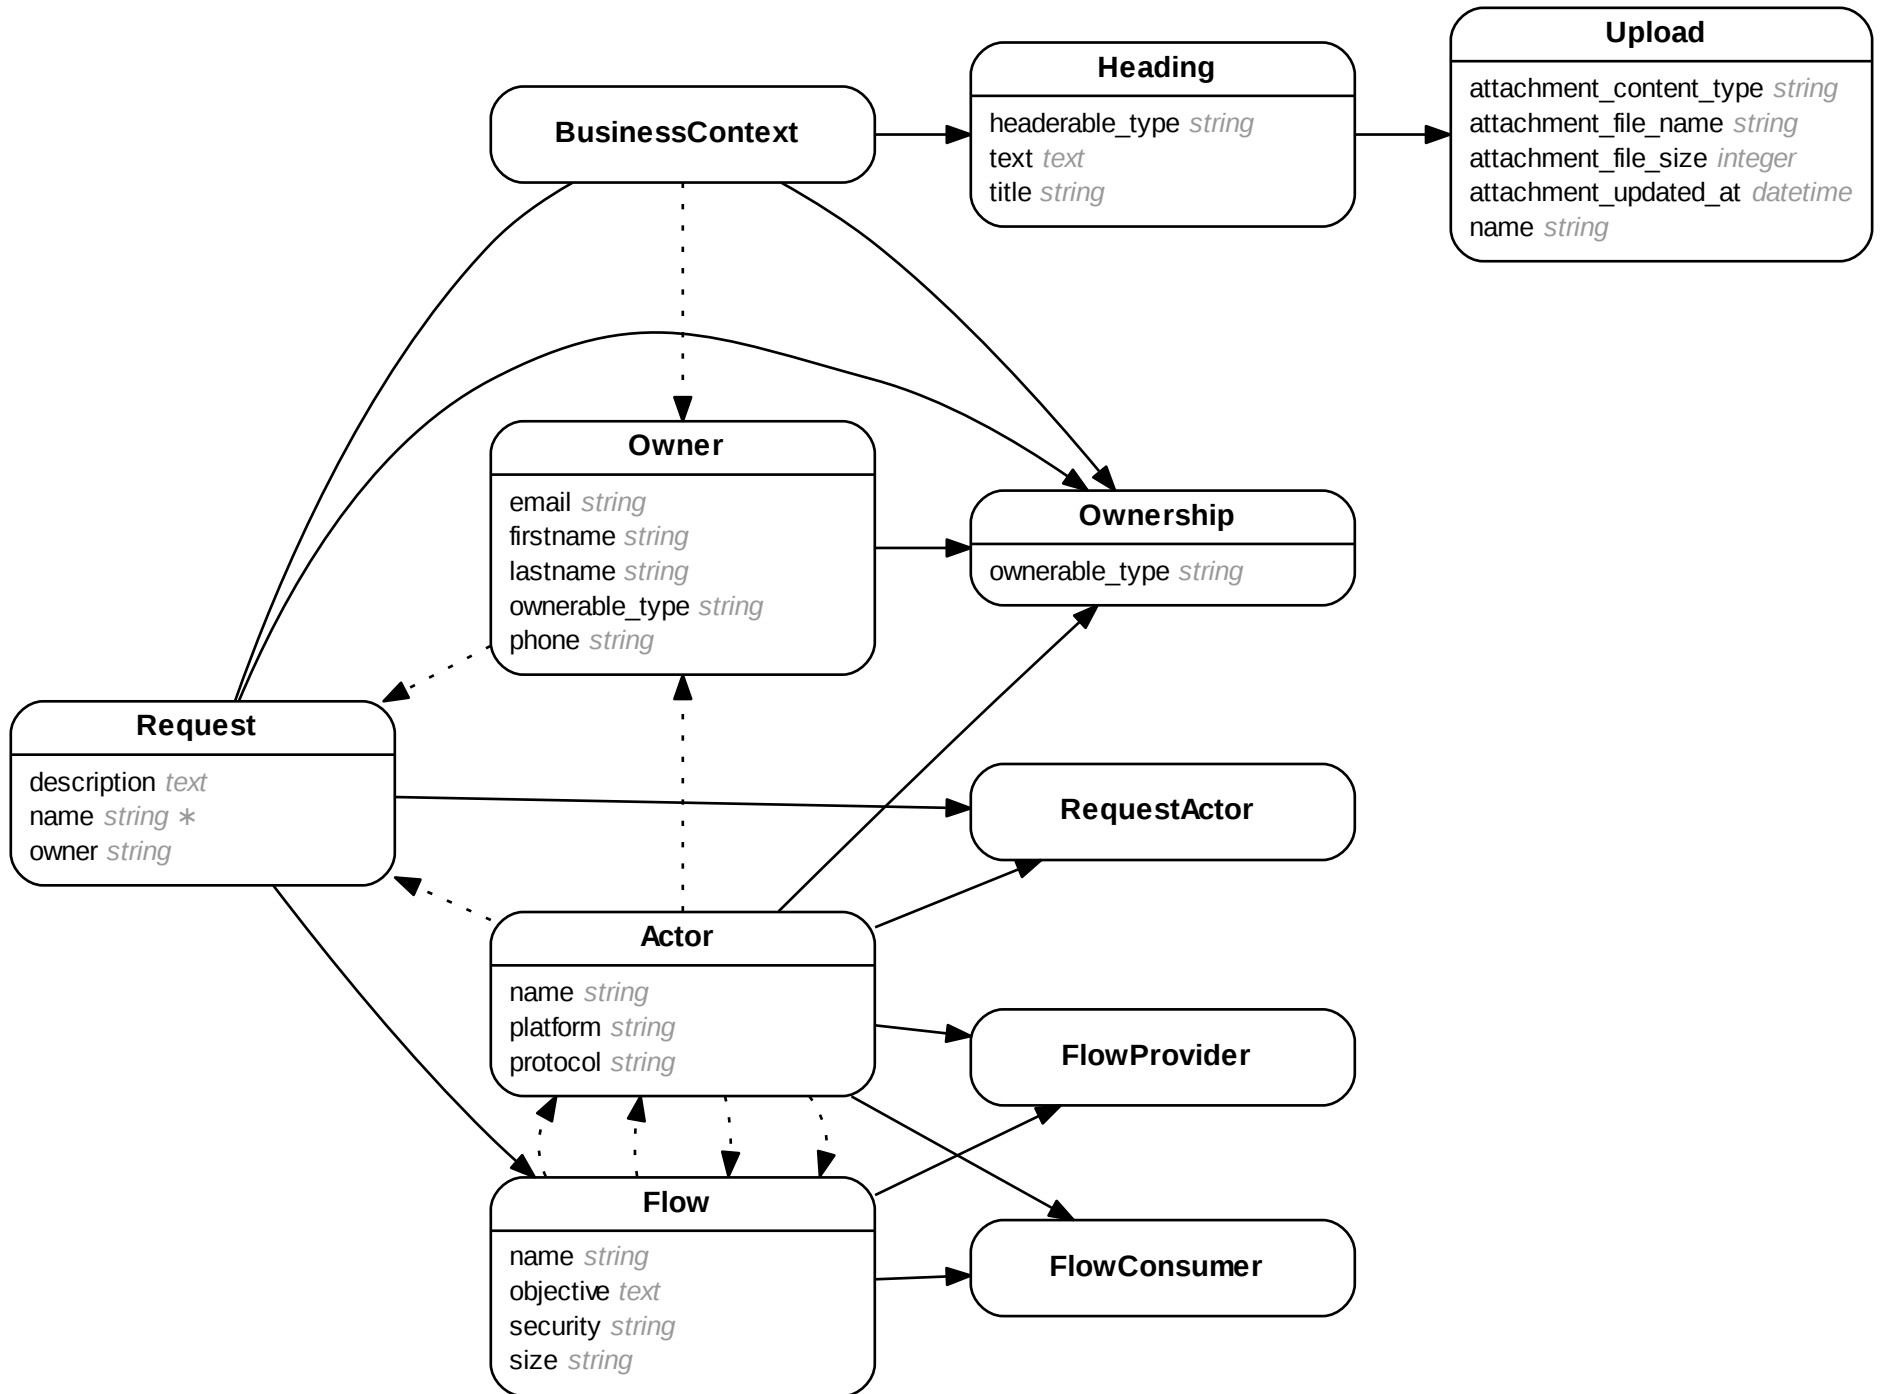 Upload
attachment_content_type string
attachment_file_name string
attachment_file_size integer
attachment_updated_at datetime
name string
Heading
headerable_type string
text text
title string
BusinessContext
Owner
email string
firstname string
lastname string
ownerable_type string
phone string
Ownership
ownerable_type string
Request
description text
name string ∗
owner string
RequestActor
Actor
name string
platform string
protocol string
FlowProvider
Flow
name string
objective text
security string
size string
FlowConsumer